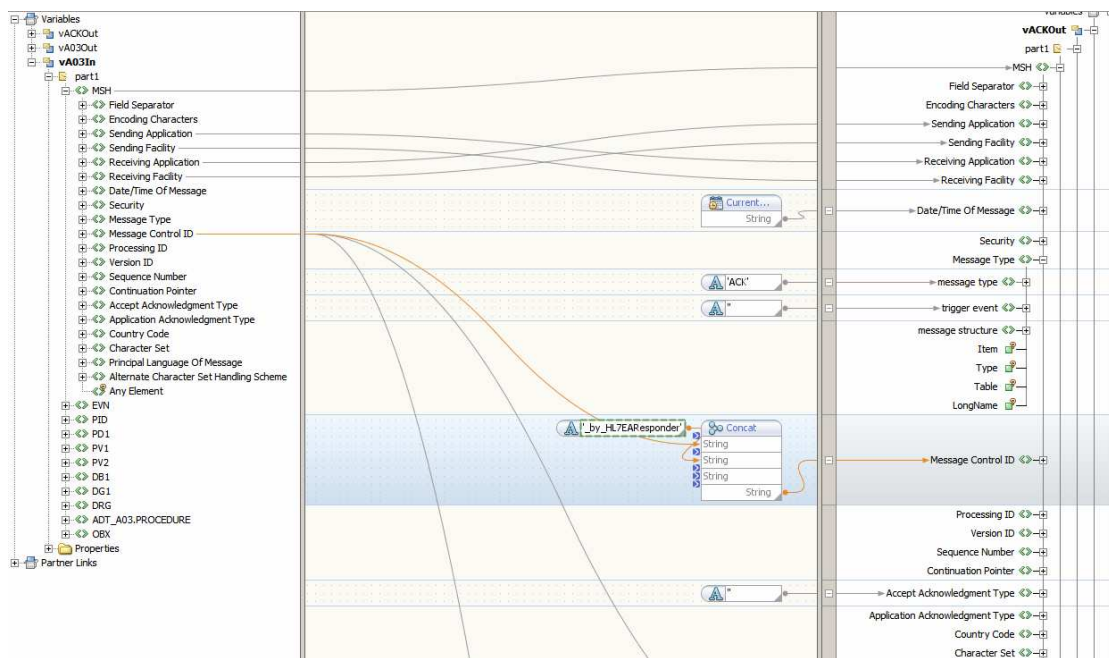 Variables
vACKOut
vA03Out
vA03In
part1
MSH
Field Separator
Encoding Characters
Sending Application
Sending Facility
Receiving Application
Receiving Facility
Date/Time Of Message
Security
Message Type
Message Control ID
Processing ID
Version ID
Sequence Number
Continuation Pointer
Accept Acknowledgment Type
Application Acknowledgment Type
Country Code
Character Set
Principal Language Of Message
Alternate Character Set Handling Scheme
Any Element
EVN
PID
PD1
PV1
PV2
DB1
DG1
DRG
ADT_A03.PROCEDURE
OBX
Properties
Partner Links
Current...
String
'ACK'
''
'_by_HL7EAResponder'
Concat
String
String
String
String
''
Variables
vACKOut
part1
MSH
Field Separator
Encoding Characters
Sending Application
Sending Facility
Receiving Application
Receiving Facility
Date/Time Of Message
Security
Message Type
message type
trigger event
message structure
Item
Type
Table
LongName
Message Control ID
Processing ID
Version ID
Sequence Number
Continuation Pointer
Accept Acknowledgment Type
Application Acknowledgment Type
Country Code
Character Set